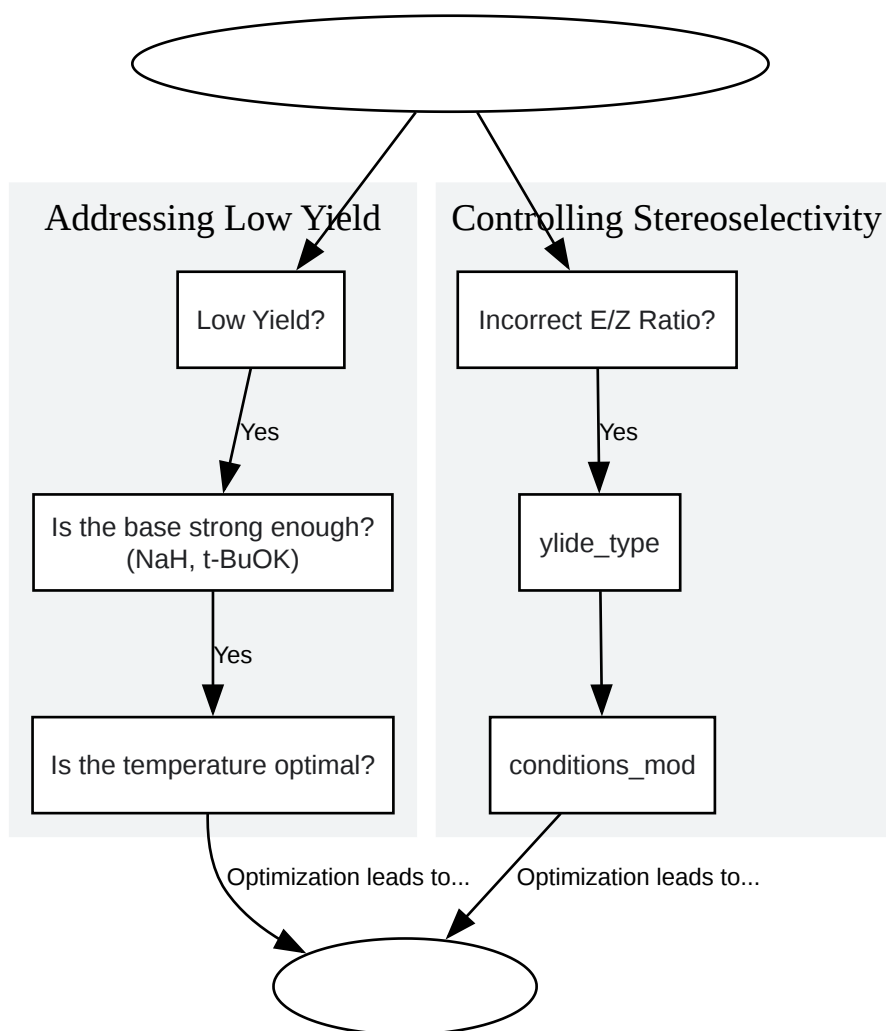 Addressing Low Yield
Controlling Stereoselectivity
Low Yield?
Incorrect E/Z Ratio?
Yes
Yes
Is the base strong enough?
(NaH, t-BuOK)
ylide_type
Yes
Is the temperature optimal?
conditions_mod
Optimization leads to...
Optimization leads to...